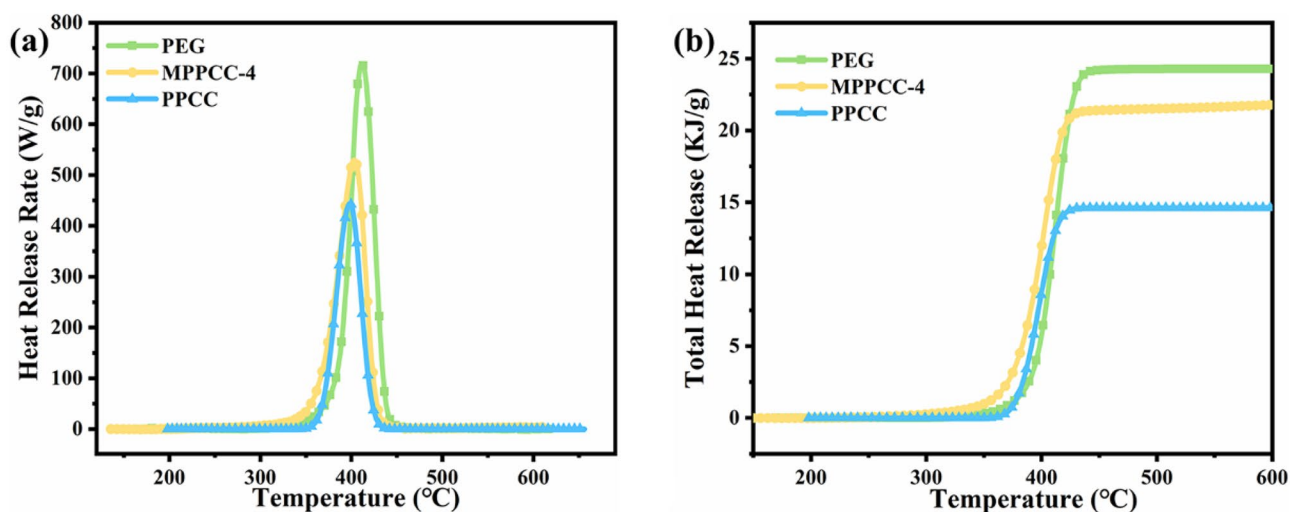 (a)
PEG
MPPCC-4
PPCC
Heat Release Rate (W/g)
800
700
600
500
400
300
200
100
0
200 300 400 500 600
Temperature (℃)
(b)
PEG
MPPCC-4
PPCC
Total Heat Release (KJ/g)
25
20
15
10
5
0
200 300 400 500 600
Temperature (℃)